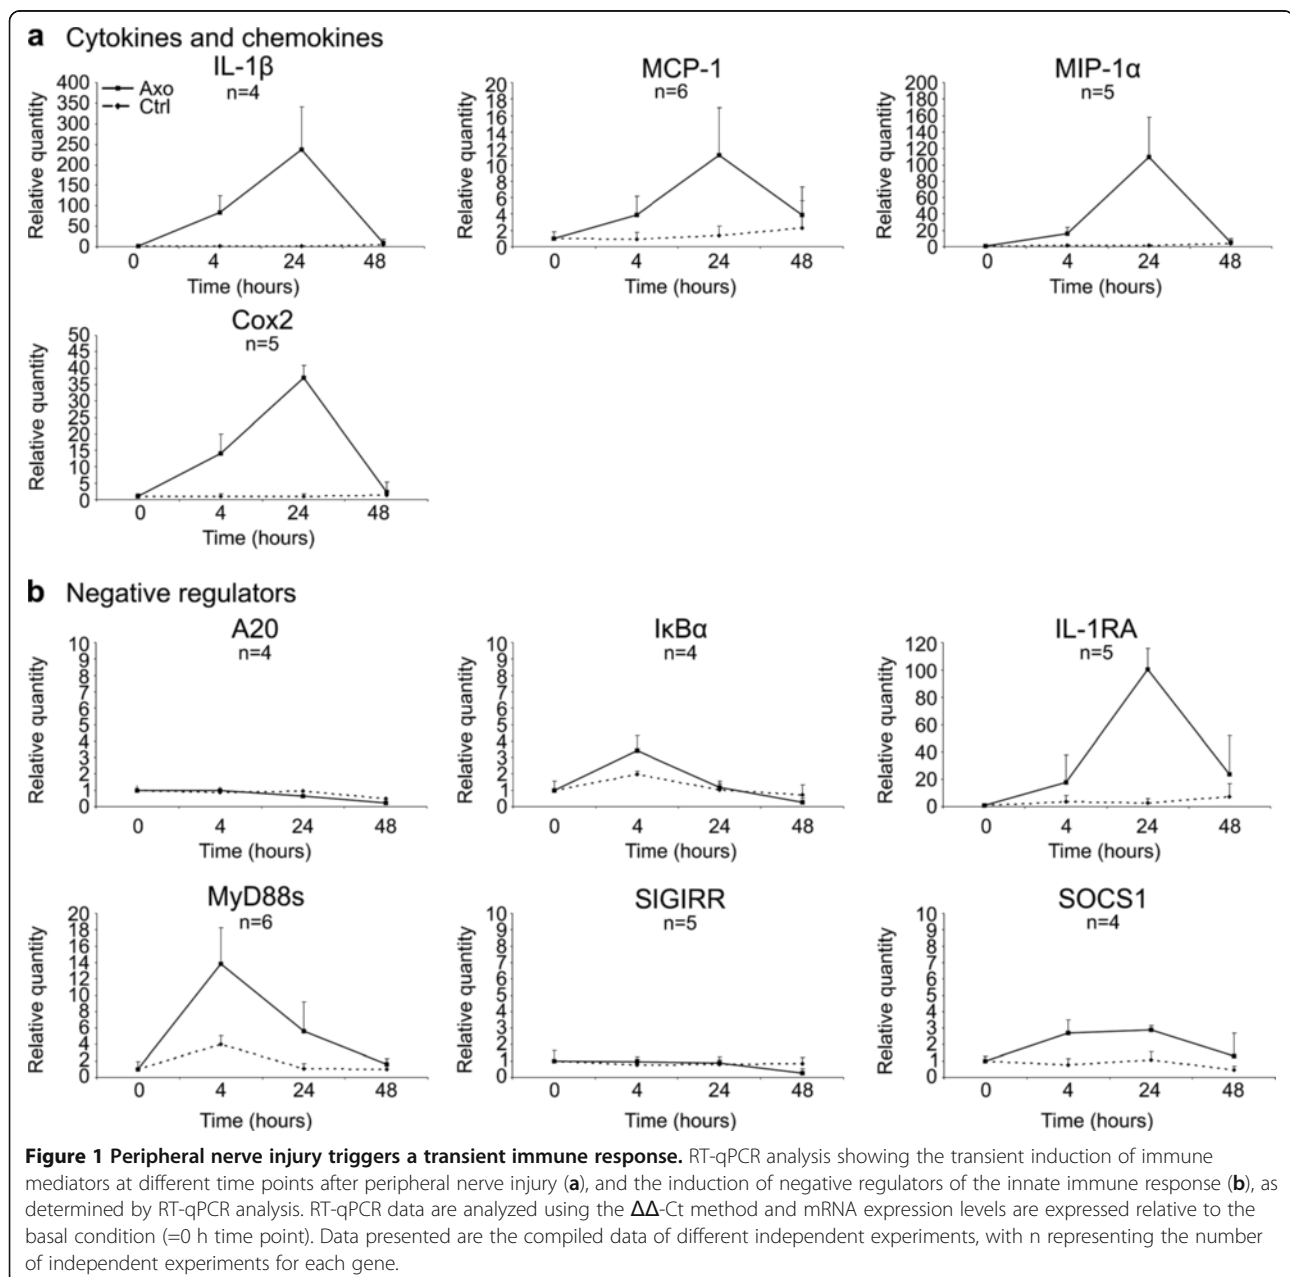 a Cytokines and chemokines
IL-1β
n=4
Axo
Ctrl
Relative quantity
400
350
300
250
200
150
100
50
0
0 4 24 48
Time (hours)
MCP-1
n=6
Relative quantity
20
18
16
14
12
10
8
6
4
2
0
0 4 24 48
Time (hours)
MIP-1α
n=5
Relative quantity
200
180
160
140
120
100
80
60
40
20
0
0 4 24 48
Time (hours)
Cox2
n=5
Relative quantity
50
45
40
35
30
25
20
15
10
5
0
0 4 24 48
Time (hours)
b Negative regulators
A20
n=4
Relative quantity
10
9
8
7
6
5
4
3
2
1
0
0 4 24 48
Time (hours)
IκBα
n=4
Relative quantity
10
9
8
7
6
5
4
3
2
1
0
0 4 24 48
Time (hours)
IL-1RA
n=5
Relative quantity
120
100
80
60
40
20
0
0 4 24 48
Time (hours)
MyD88s
n=6
Relative quantity
20
18
16
14
12
10
8
6
4
2
0
0 4 24 48
Time (hours)
SIGIRR
n=5
Relative quantity
10
9
8
7
6
5
4
3
2
1
0
0 4 24 48
Time (hours)
SOCS1
n=4
Relative quantity
10
9
8
7
6
5
4
3
2
1
0
0 4 24 48
Time (hours)
Figure 1 Peripheral nerve injury triggers a transient immune response. RT-qPCR analysis showing the transient induction of immune
mediators at different time points after peripheral nerve injury (a), and the induction of negative regulators of the innate immune response (b), as
determined by RT-qPCR analysis. RT-qPCR data are analyzed using the ΔΔ-Ct method and mRNA expression levels are expressed relative to the
basal condition (=0 h time point). Data presented are the compiled data of different independent experiments, with n representing the number
of independent experiments for each gene.